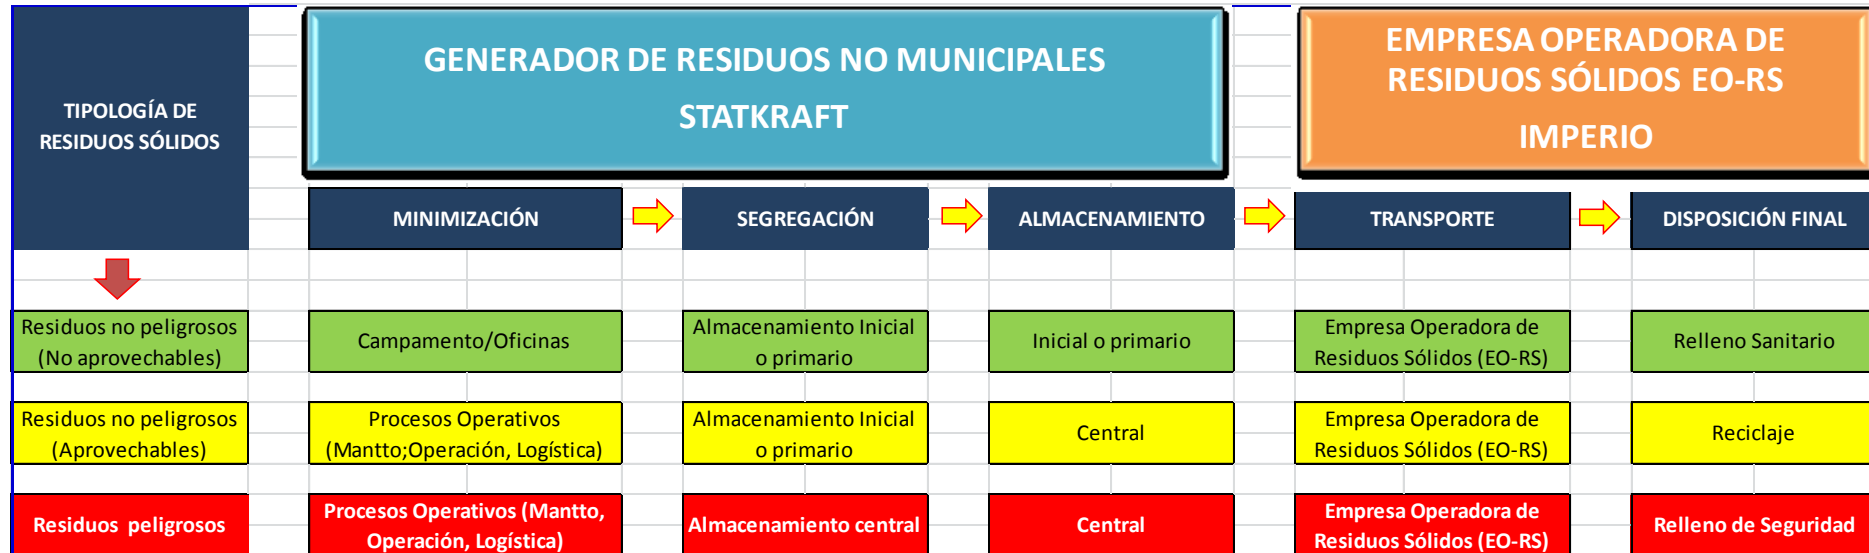 TIPOLOGÍA DE
RESIDUOS SÓLIDOS
GENERADOR DE RESIDUOS NO MUNICIPALES
STATKRAFT
EMPRESA OPERADORA DE
RESIDUOS SÓLIDOS EO-RS
IMPERIO
MINIMIZACIÓN
SEGREGACIÓN
ALMACENAMIENTO
TRANSPORTE
DISPOSICIÓN FINAL
Residuos no peligrosos
(No aprovechables)
Campamento/Oficinas
Almacenamiento Inicial
o primario
Inicial o primario
Empresa Operadora de
Residuos Sólidos (EO-RS)
Relleno Sanitario
Residuos no peligrosos
(Aprovechables)
Procesos Operativos
(Mantto;Operación, Logística)
Almacenamiento Inicial
o primario
Central
Empresa Operadora de
Residuos Sólidos (EO-RS)
Reciclaje
Residuos peligrosos
Procesos Operativos (Mantto,
Operación, Logística)
Almacenamiento central
Central
Empresa Operadora de
Residuos Sólidos (EO-RS)
Relleno de Seguridad